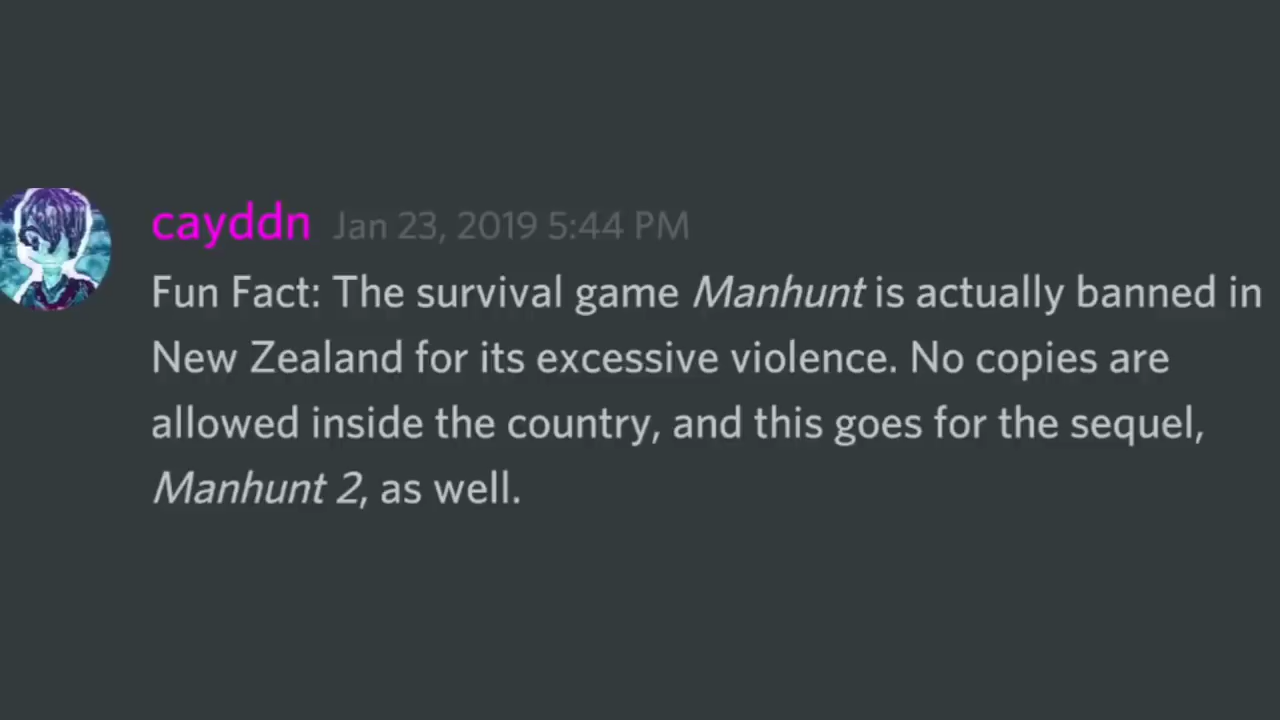 cayddn Jan 23, 2019 5:44 PM
Fun Fact: The survival game Manhunt is actually banned in
New Zealand for its excessive violence. No copies are
allowed inside the country, and this goes for the sequel,
Manhunt 2, as well.